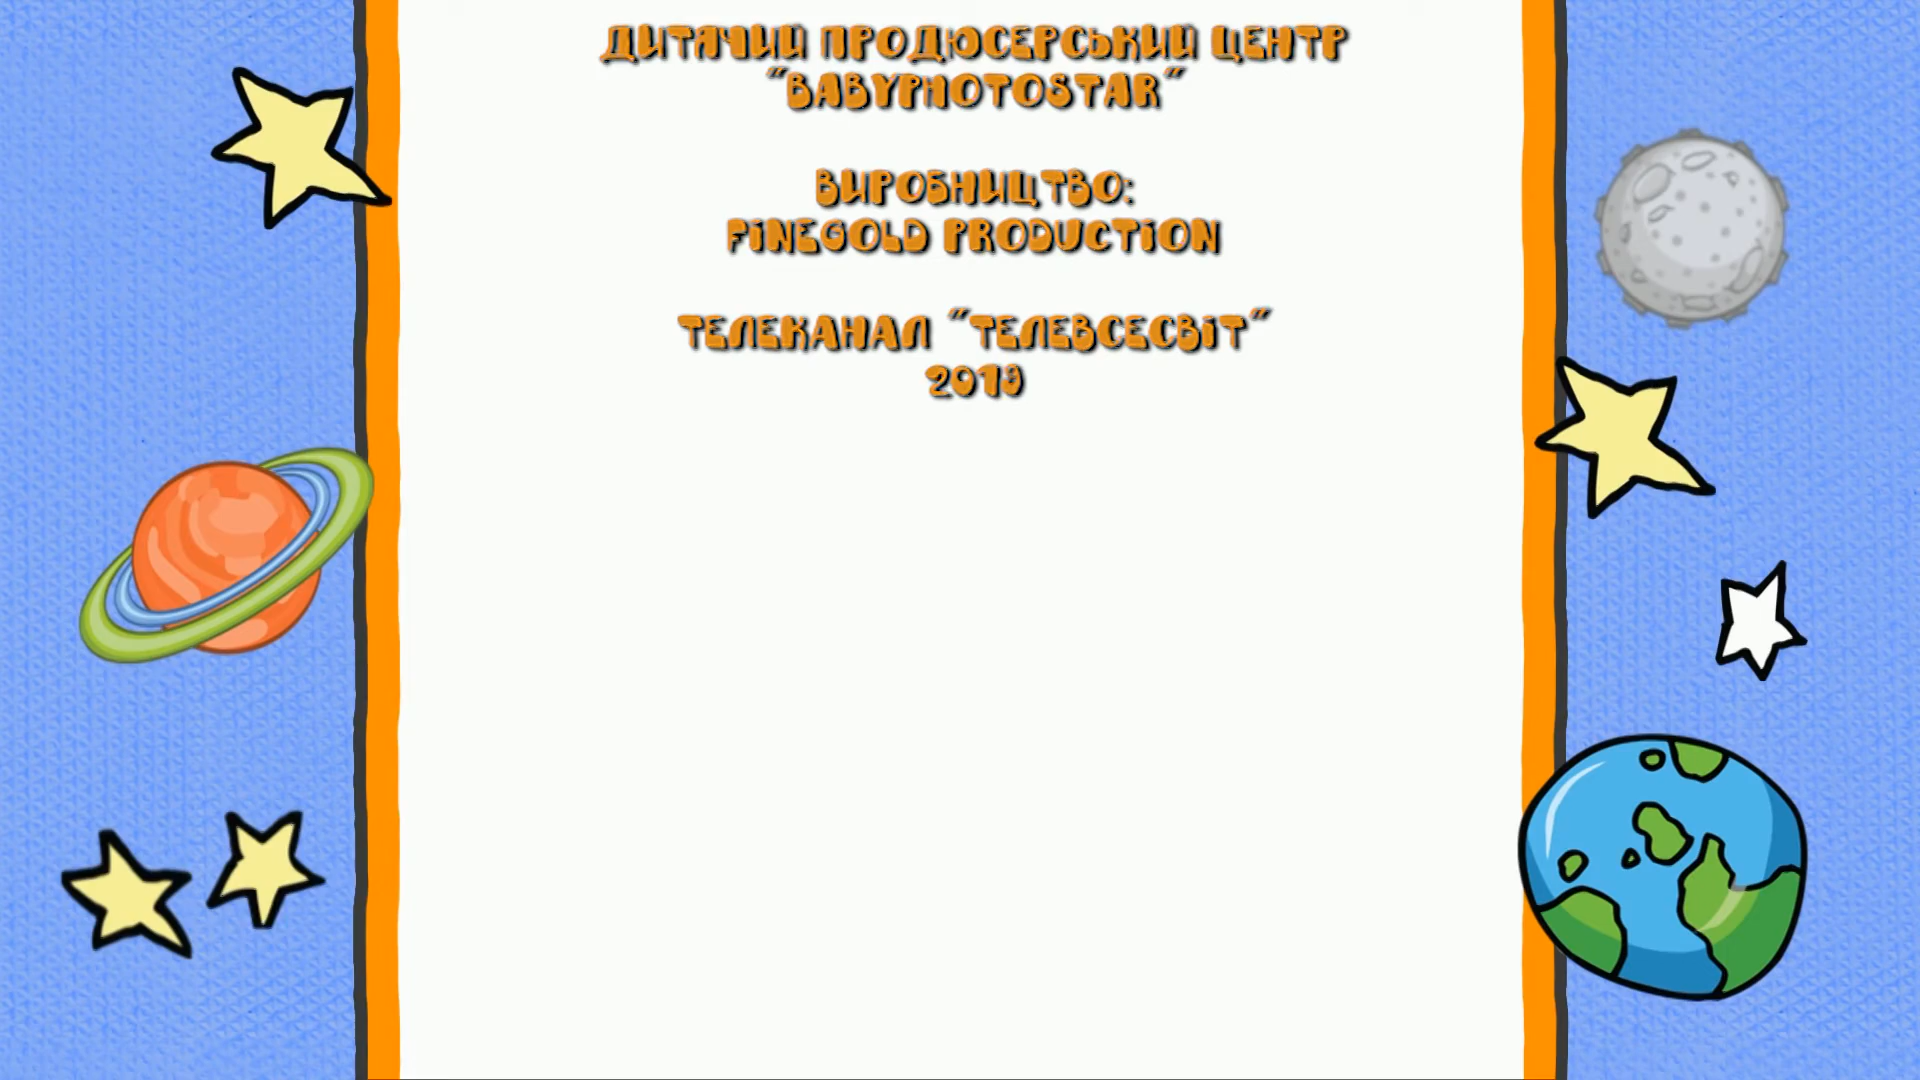 ДИТЯЧИЙ ПРОДЮСЕРСЬКИЙ ЦЕНТР
"BABYPHOTOSTAR"
ВИРОБНИЦТВО:
FINEGOLD PRODUCTION
ТЕЛЕКАНАЛ "ТЕЛЕВСЕСВІТ"
2019